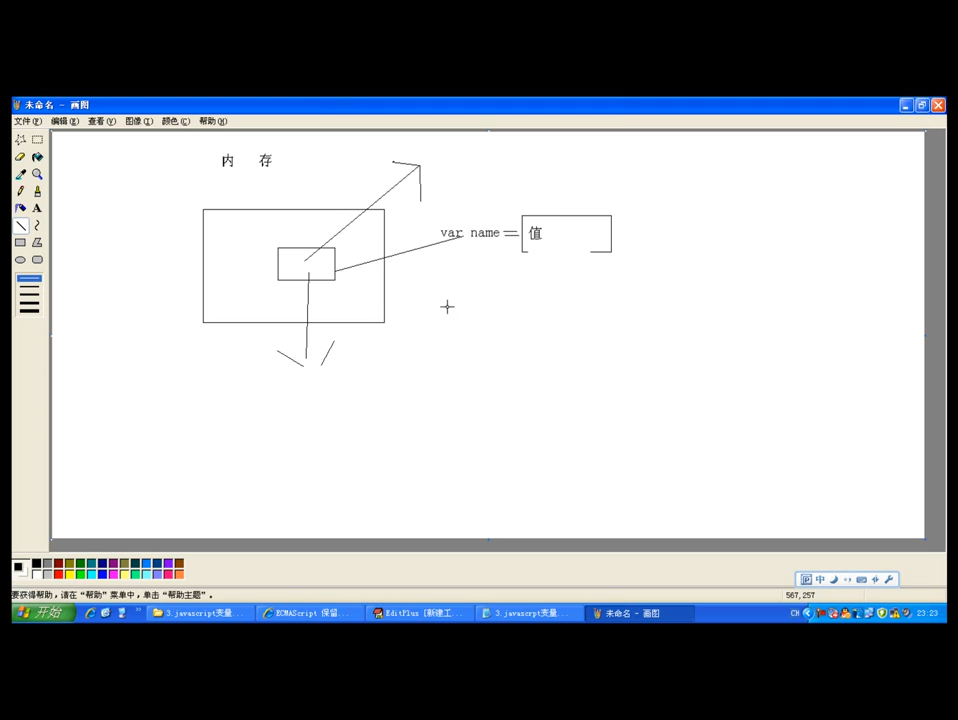 未命名 - 画图
文件(F) 编辑(E) 查看(V) 图像(I) 颜色(C) 帮助(H)
内 存
var name = 值
要获得帮助，请在“帮助”菜单中，单击“帮助主题”。
567,257
中
开始
3.javascript变量...
ECMAScript 保留...
EditPlus [新建工...
3.javascript变量...
未命名 - 画图
CH
23:23